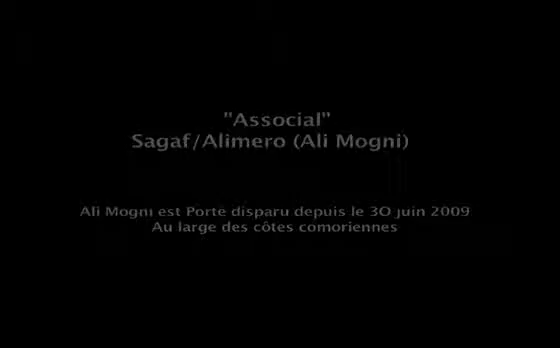 "Associal"
Sagaf/Alimero (Ali Mogni)
Ali Mogni est Porté disparu depuis le 30 juin 2009
Au large des côtes comoriennes